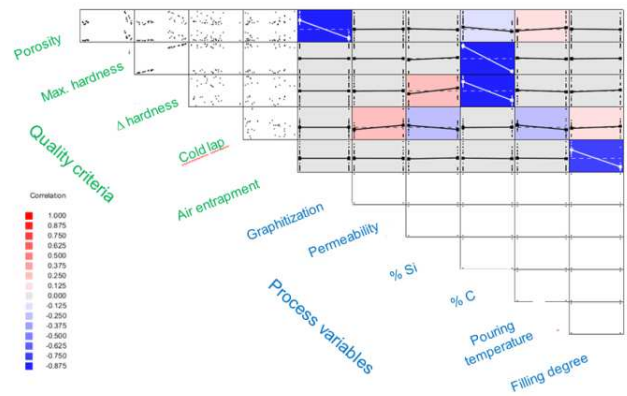 Porosity
Max. hardness
Δ hardness
Cold lap
Air entrapment
Quality criteria
Graphitization
Permeability
% Si
% C
Pouring
temperature
Filling degree
Process variables
Correlation
1.000
0.875
0.750
0.625
0.500
0.375
0.250
0.125
0.000
-0.125
-0.250
-0.375
-0.500
-0.625
-0.750
-0.875